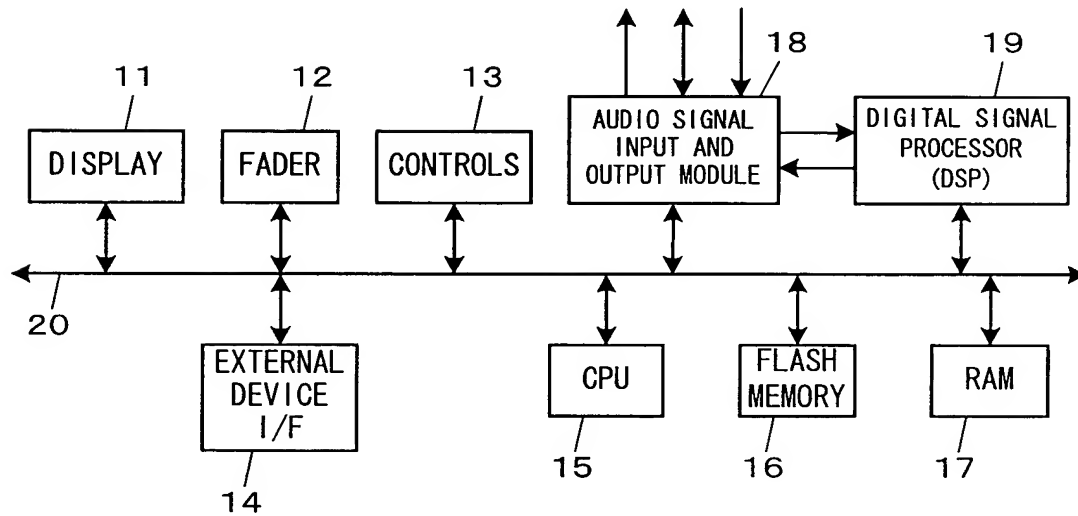 11
12
13
18
19
DISPLAY
FADER
CONTROLS
AUDIO SIGNAL
INPUT AND
OUTPUT MODULE
DIGITAL SIGNAL
PROCESSOR
(DSP)
20
EXTERNAL
DEVICE
I/F
CPU
FLASH
MEMORY
RAM
14
15
16
17